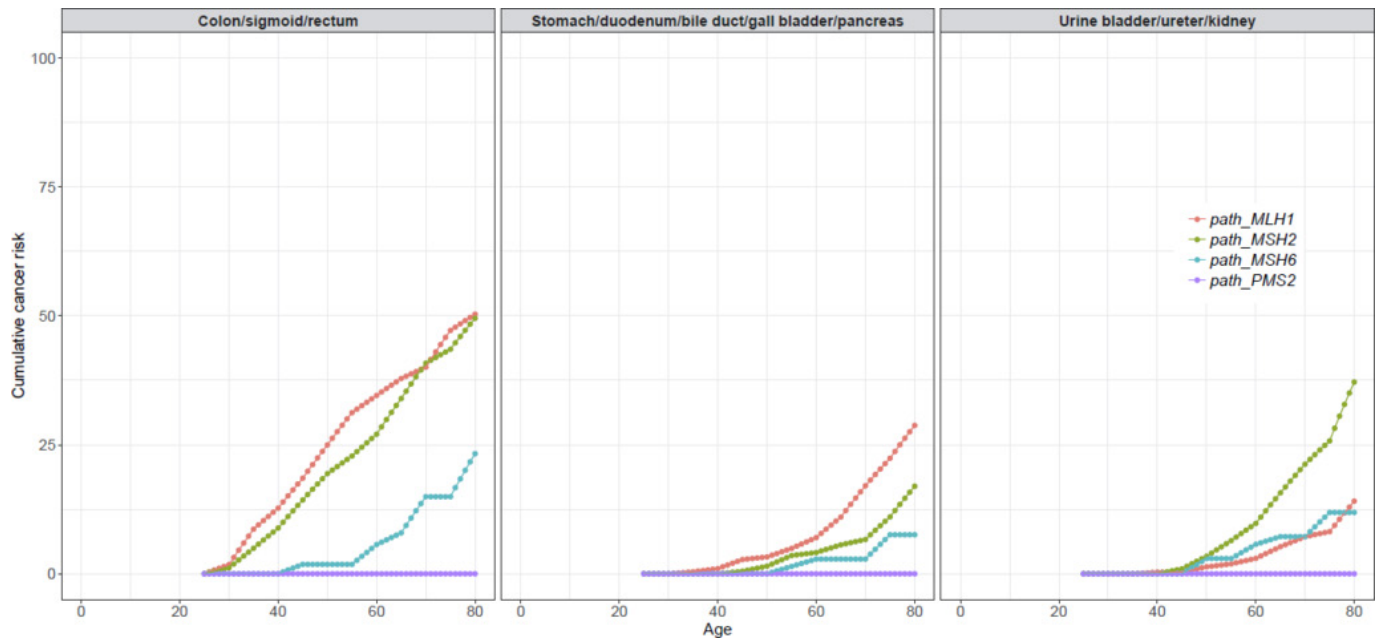 Colon/sigmoid/rectum
Stomach/duodenum/bile duct/gall bladder/pancreas
Urine bladder/ureter/kidney
Cumulative cancer risk
100
75
50
25
0
path_MLH1
path_MSH2
path_MSH6
path_PMS2
0 20 40 60 80
0 20 40 60 80
0 20 40 60 80
Age